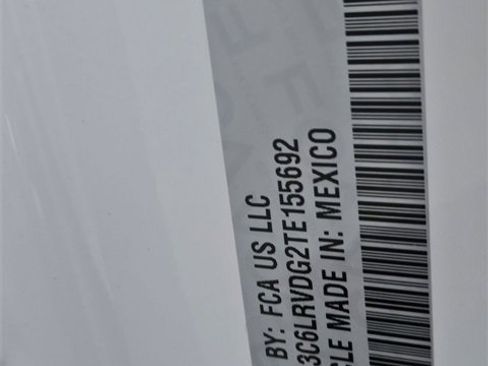 BY: FCA US LLC
3C6LRVDG2TE155692
CLE MADE IN: MEXICO